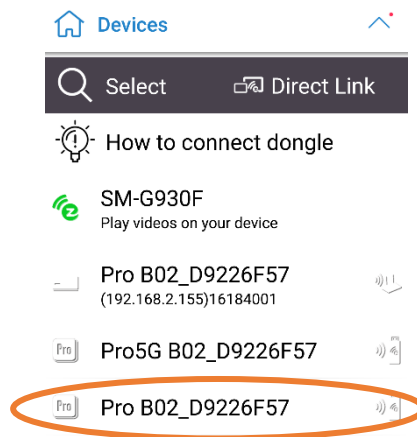 Devices
Select Direct Link
How to connect dongle
SM-G930F
Play videos on your device
Pro B02_D9226F57
(192.168.2.155)16184001
Pro Pro5G B02_D9226F57
Pro Pro B02_D9226F57